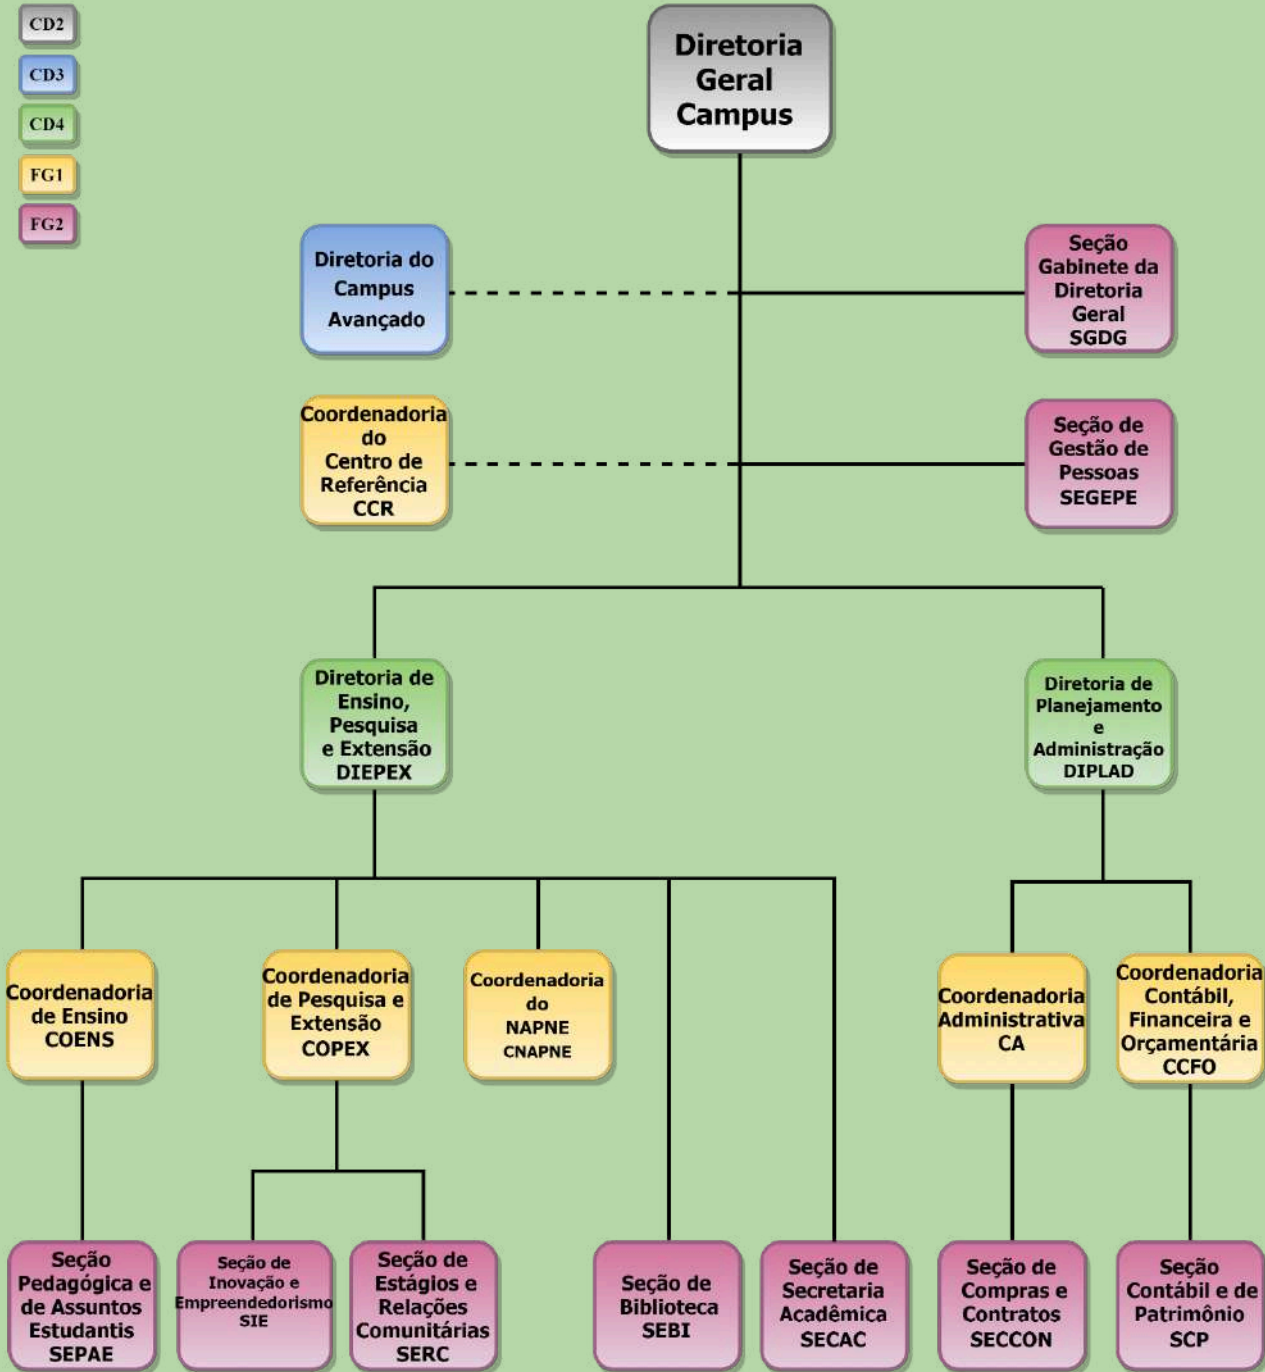 CD2
CD3
CD4
FG1
FG2
Diretoria
Geral
Campus
Diretoria do
Campus
Avançado
Seção
Gabinete da
Diretoria
Geral
SGDG
Coordenadoria
do
Centro de
Referência
CCR
Seção de
Gestão de
Pessoas
SEGEPE
Diretoria de
Ensino,
Pesquisa
e Extensão
DIEPEX
Diretoria de
Planejamento
e
Administração
DIPLAD
Coordenadoria
de Ensino
COENS
Coordenadoria
de Pesquisa e
Extensão
COPEX
Coordenadoria
do
NAPNE
CNAPNE
Coordenadoria
Administrativa
CA
Coordenadoria
Contábil,
Financeira e
Orçamentária
CCFO
Seção
Pedagógica e
de Assuntos
Estudantis
SEPAE
Seção de
Inovação e
Empreendedorismo
SIE
Seção de
Estágios e
Relações
Comunitárias
SERC
Seção de
Biblioteca
SEBI
Seção de
Secretaria
Acadêmica
SECAC
Seção de
Compras e
Contratos
SECCON
Seção
Contábil e de
Patrimônio
SCP